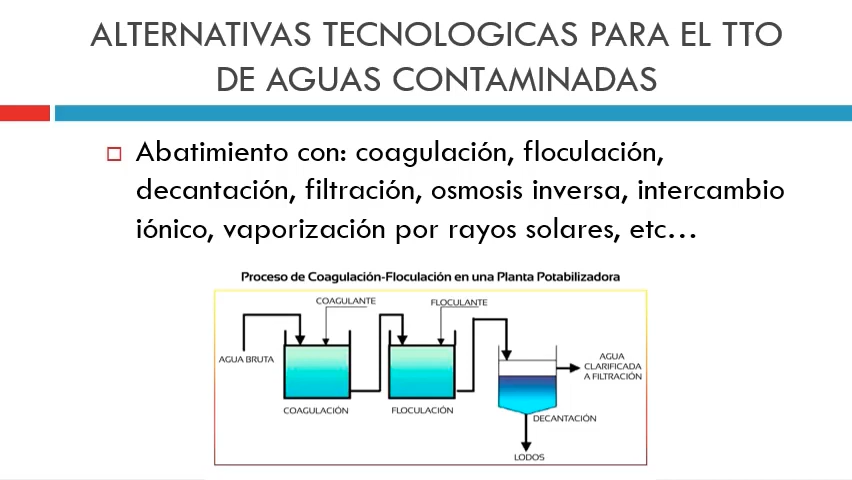 ALTERNATIVAS TECNOLOGICAS PARA EL TTO
DE AGUAS CONTAMINADAS
Abatimiento con: coagulación, floculación,
decantación, filtración, osmosis inversa, intercambio
iónico, vaporización por rayos solares, etc...
Proceso de Coagulación-Floculación en una Planta Potabilizadora
COAGULANTE
FLOCULANTE
AGUA BRUTA
AGUA
CLARIFICADA
A FILTRACIÓN
COAGULACIÓN
FLOCULACIÓN
DECANTACIÓN
LODOS